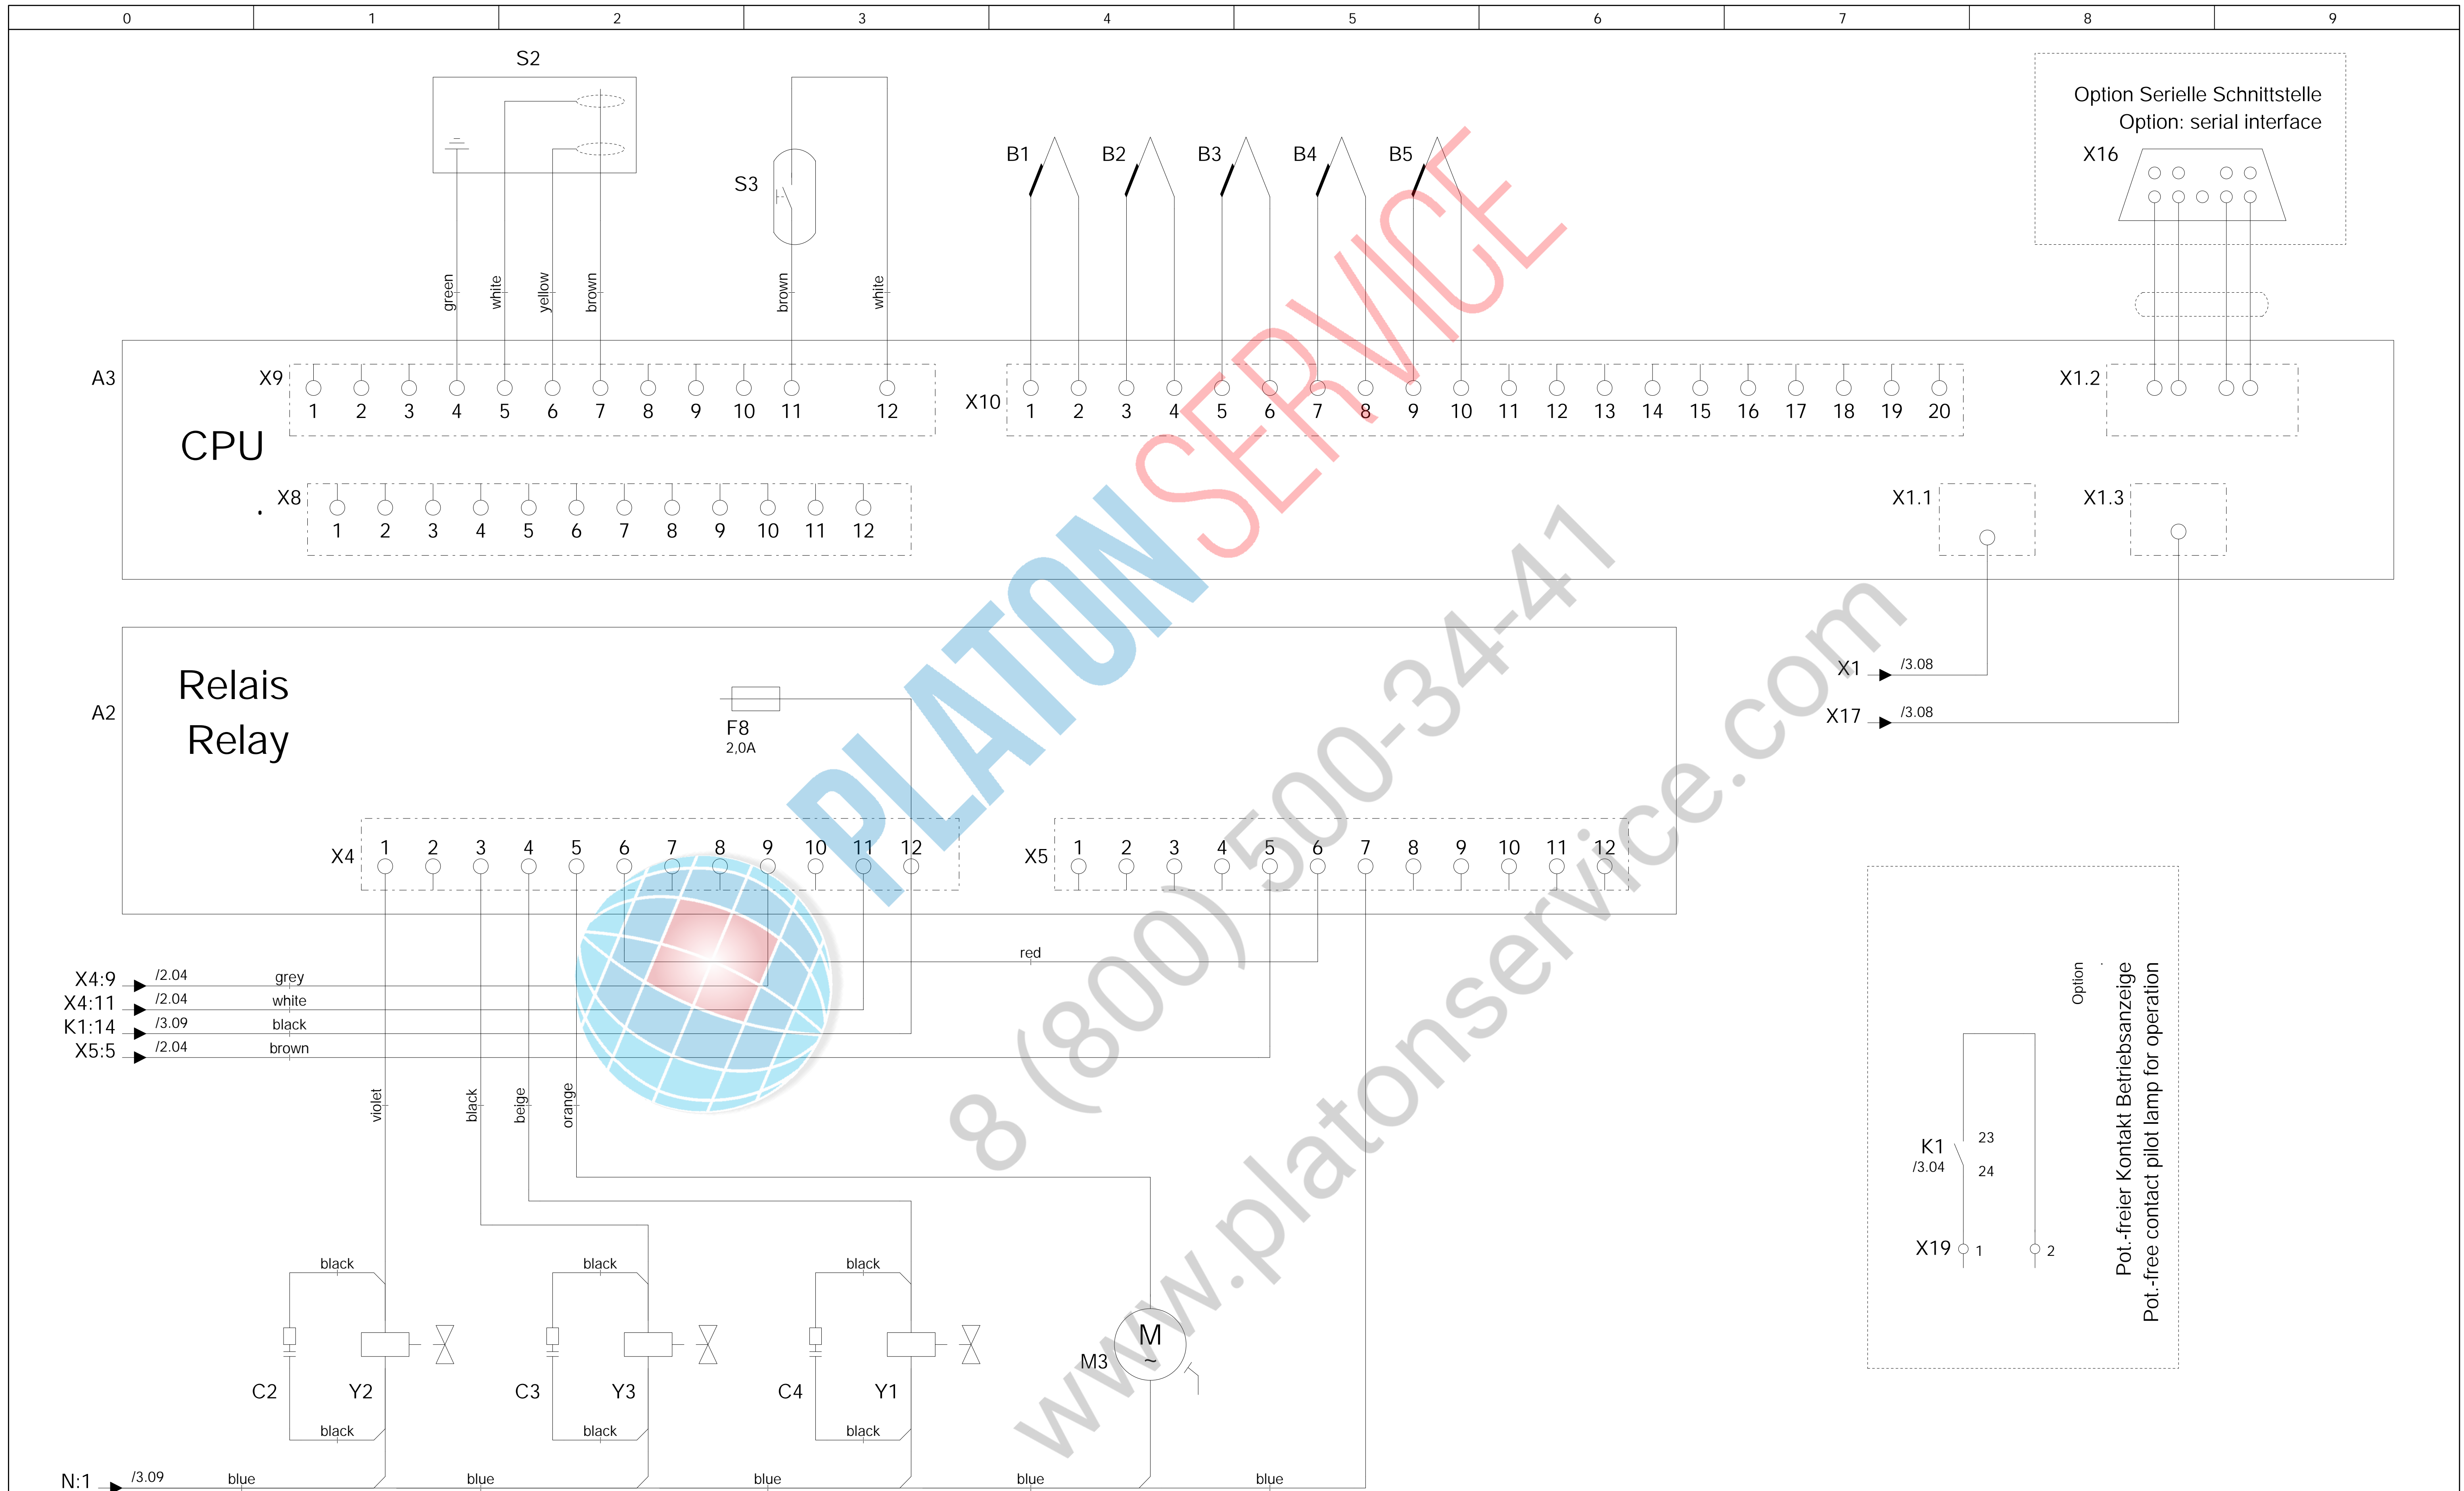 0 1 2 3 4 5 6 7 8 9
S2
Option Serielle Schnittstelle
Option: serial interface
X16
B1 B2 B3 B4 B5
S3
green white yellow brown brown white
A3
X9
1 2 3 4 5 6 7 8 9 10 11 12
X10
1 2 3 4 5 6 7 8 9 10 11 12 13 14 15 16 17 18 19 20
X1.2
CPU
X8
1 2 3 4 5 6 7 8 9 10 11 12
X1.1
X1.3
PLATONSERVICE
8 (800) 500-34-41
www.platonservice.com
A2
Relais
Relay
F8
2,0A
X1 /3.08
X17 /3.08
X4
1 2 3 4 5 6 7 8 9 10 11 12
X5
1 2 3 4 5 6 7 8 9 10 11 12
red
X4:9 /2.04 grey
X4:11 /2.04 white
K1:14 /3.09 black
X5:5 /2.04 brown
violet black beige orange
Option
Pot.-freier Kontakt Betriebsanzeige
Pot.-free contact pilot lamp for operation
K1
/3.04
23
24
X19 1 2
black black black
M
~
M3
C2 Y2 C3 Y3 C4 Y1
black black black
N:1 /3.09 blue blue blue blue blue